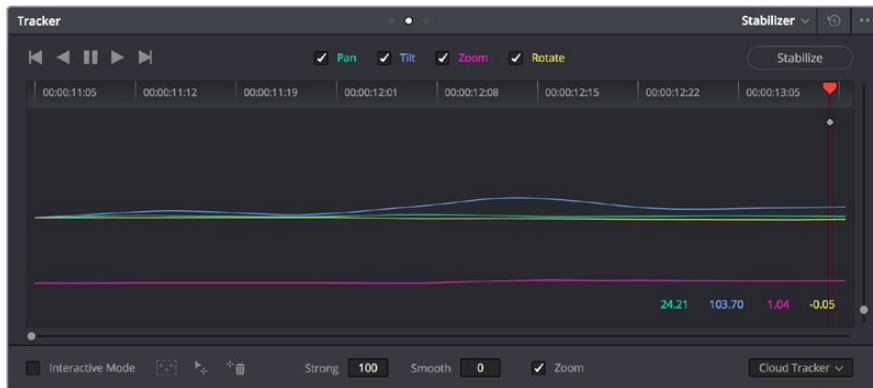 Tracker Stabilizer
Pan Tilt Zoom Rotate Stabilize
00:00:11:05 00:00:11:12 00:00:11:19 00:00:12:01 00:00:12:08 00:00:12:15 00:00:12:22 00:00:13:05
24.21 103.70 1.04 -0.05
Interactive Mode Strong 100 Smooth 0 Zoom Cloud Tracker